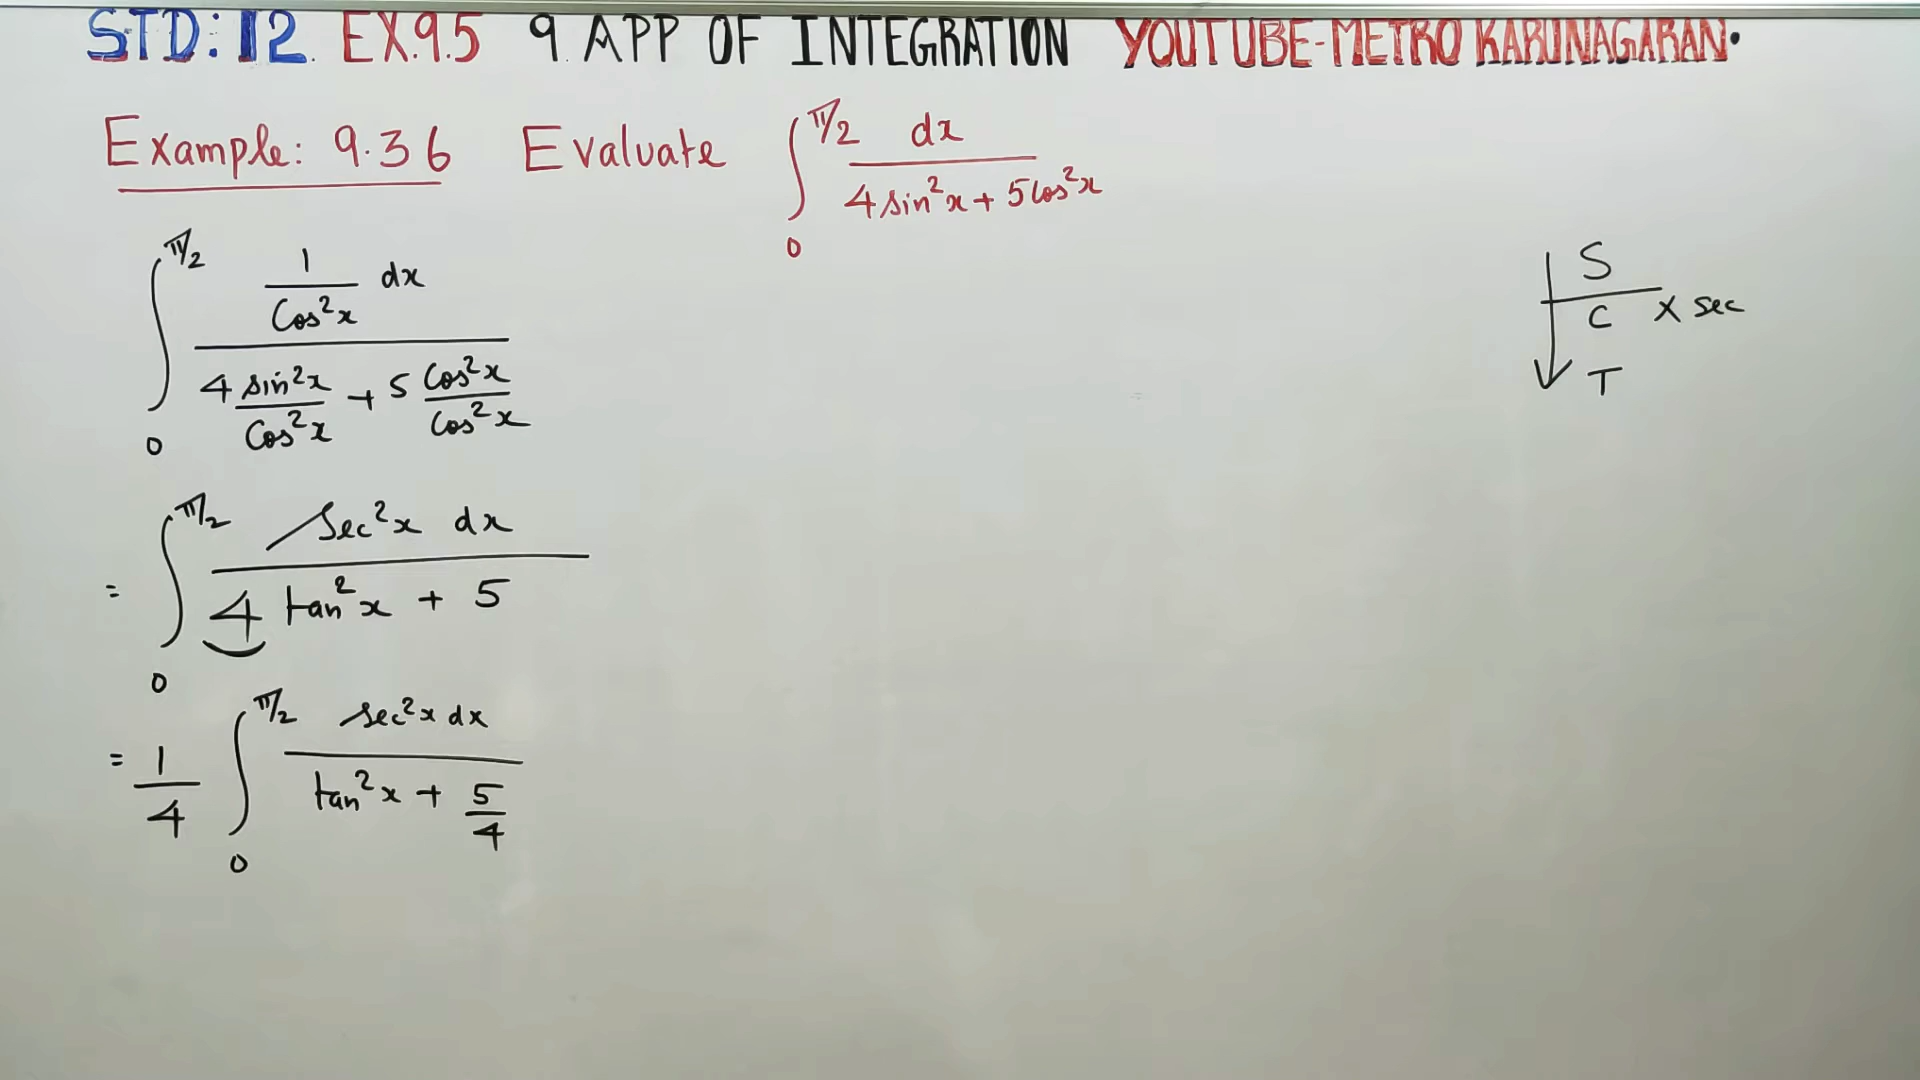 STD: 12. EX.9.5 9. APP OF INTEGRATION YOUTUBE-METRO KARUNAGARAN.
Example: 9.36 Evaluate ∫₀^(π/2) dx / (4 sin²x + 5 cos²x)
∫₀^(π/2) (1/Cos²x) dx / (4 sin²x/Cos²x + 5 Cos²x/Cos²x)
S
C × sec
T
= ∫₀^(π/2) sec²x dx / (4 tan²x + 5)
= 1/4 ∫₀^(π/2) sec²x dx / (tan²x + 5/4)